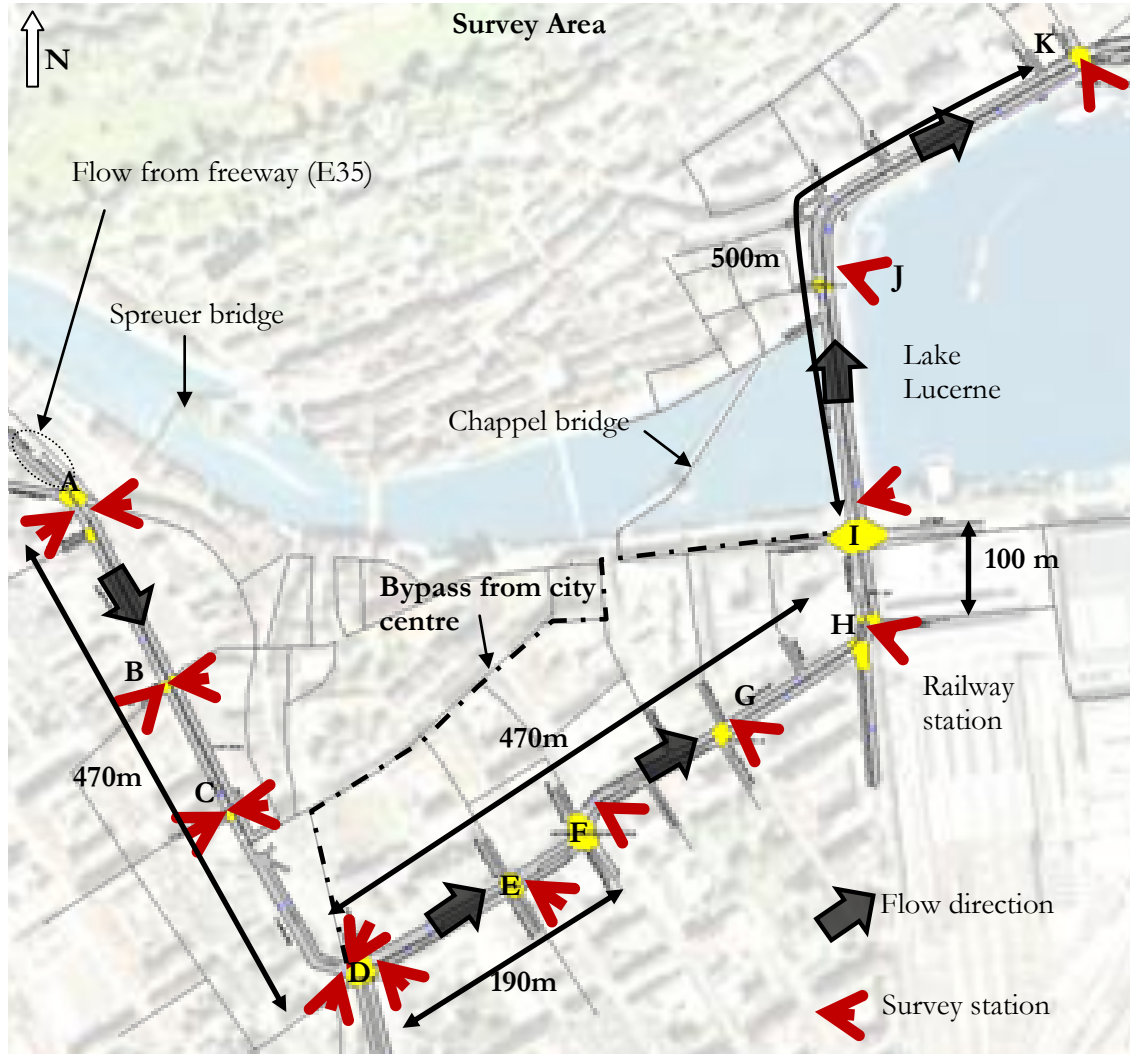 Survey Area
N
K
Flow from freeway (E35)
500m
J
Spreuer bridge
Lake
Lucerne
Chappel bridge
A
I
100 m
Bypass from city
centre
H
B
Railway
station
G
470m
470m
C
F
E
Flow direction
D
190m
Survey station